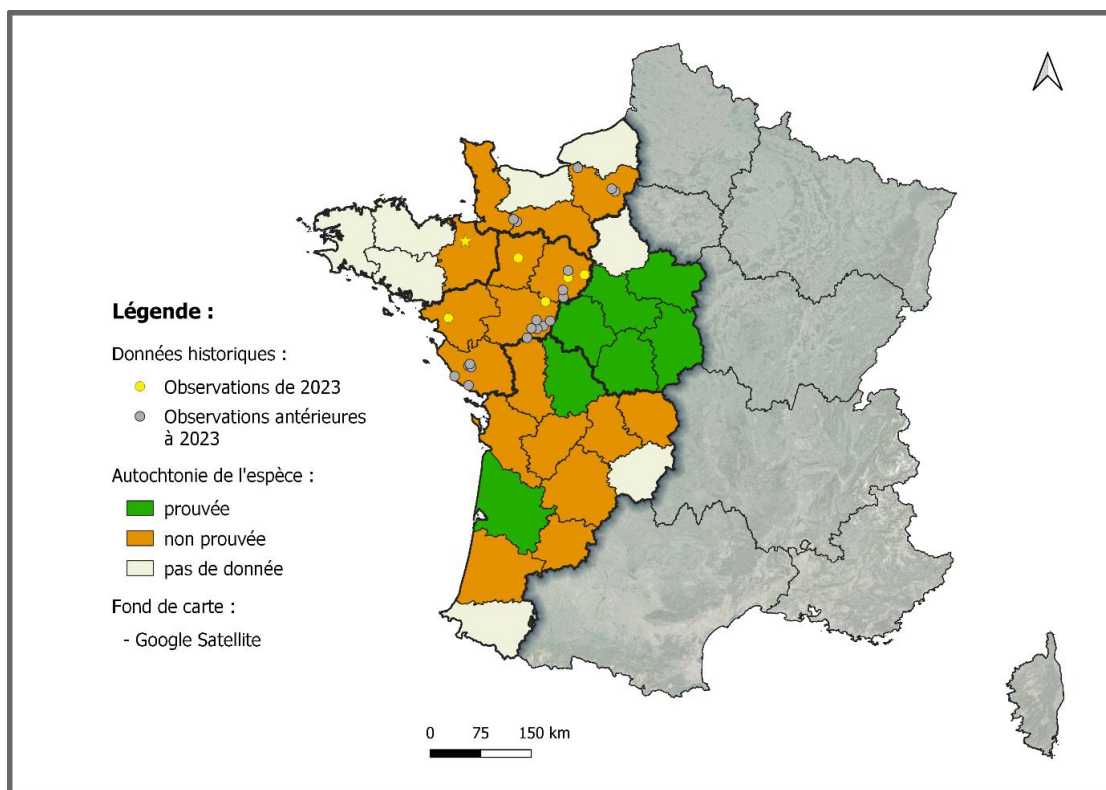 Légende :
Données historiques :
Observations de 2023
Observations antérieures
à 2023
Autochtonie de l'espèce :
prouvée
non prouvée
pas de donnée
Fond de carte :
- Google Satellite
0 75 150 km